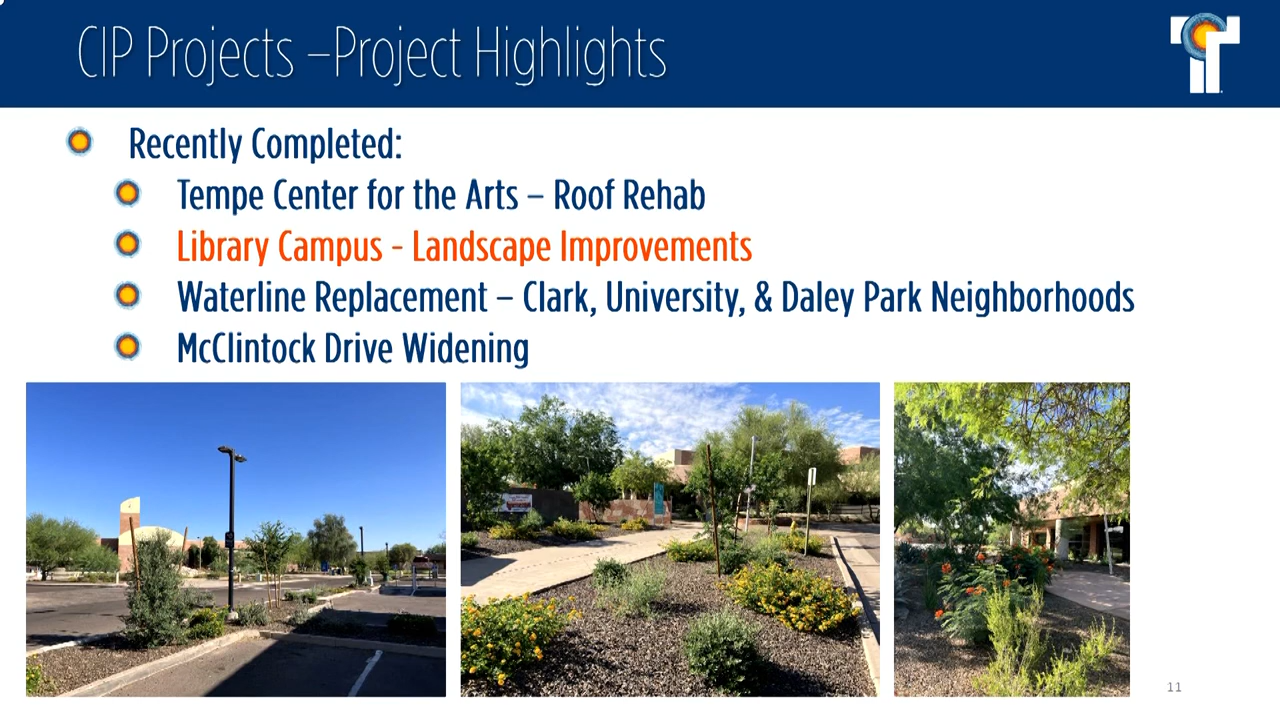 CIP Projects –Project Highlights
Recently Completed:
Tempe Center for the Arts – Roof Rehab
Library Campus - Landscape Improvements
Waterline Replacement – Clark, University, & Daley Park Neighborhoods
McClintock Drive Widening
11